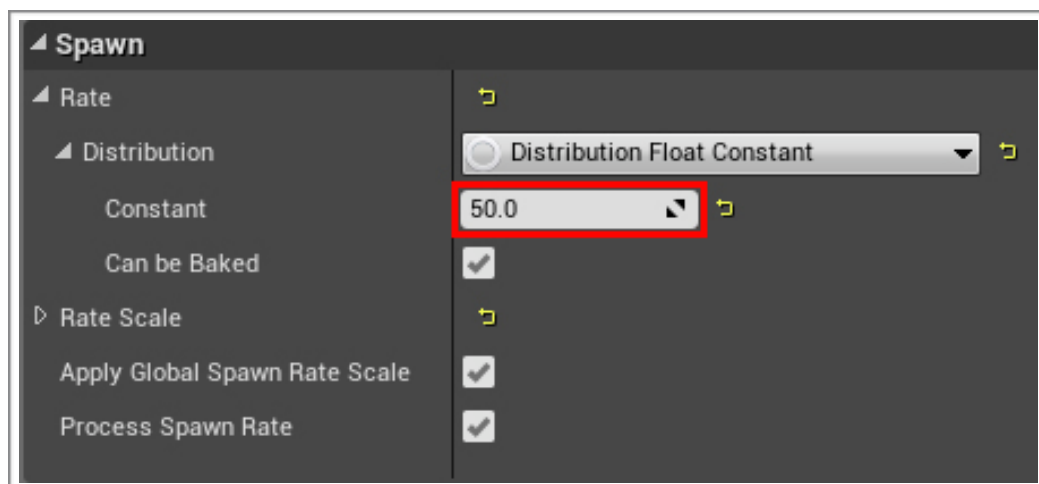 Spawn
Rate
Distribution Distribution Float Constant
Constant 50.0
Can be Baked
Rate Scale
Apply Global Spawn Rate Scale
Process Spawn Rate